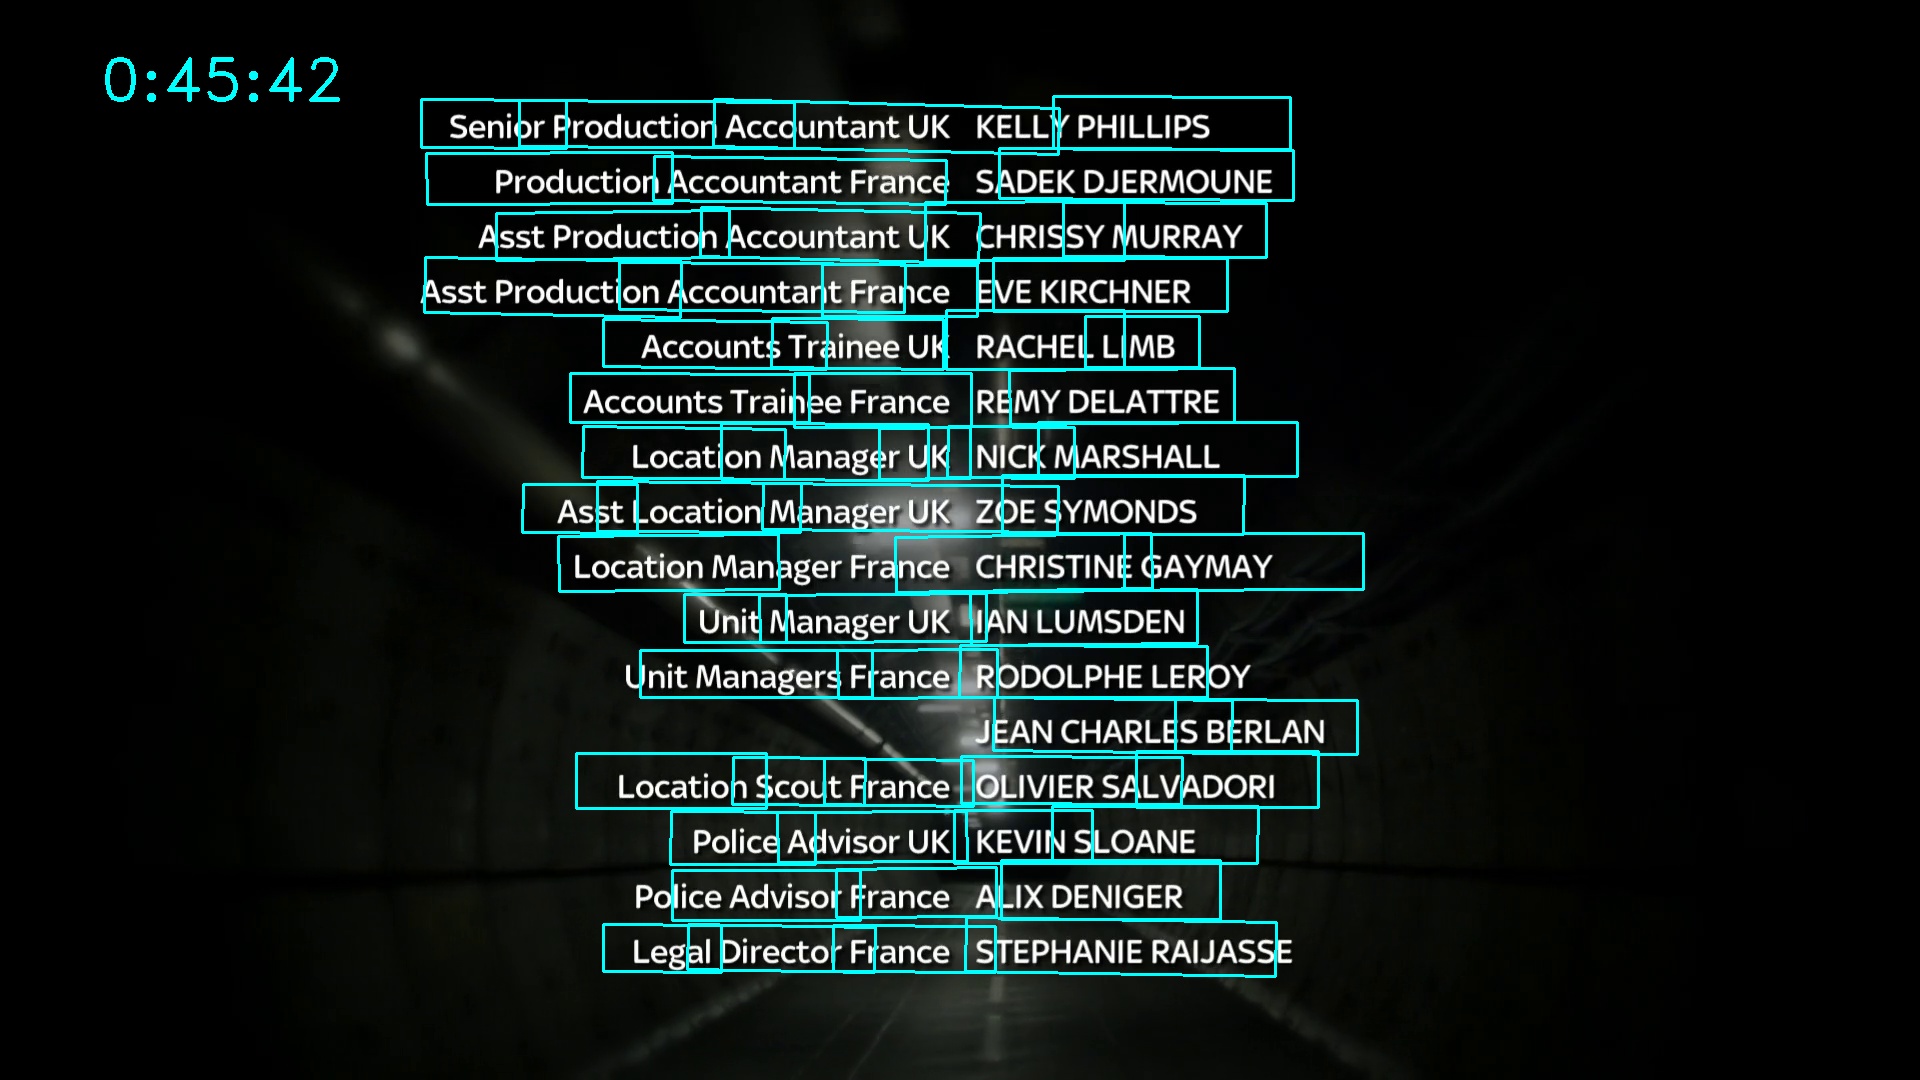 0:45:42
Senior Production Accountant UK KELLY PHILLIPS
Production Accountant France SADEK DJERMOUNE
Asst Production Accountant UK CHRISSY MURRAY
Asst Production Accountant France EVE KIRCHNER
Accounts Trainee UK RACHEL LIMB
Accounts Trainee France REMY DELATTRE
Location Manager UK NICK MARSHALL
Asst Location Manager UK ZOE SYMONDS
Location Manager France CHRISTINE GAYMAY
Unit Manager UK IAN LUMSDEN
Unit Managers France RODOLPHE LEROY
JEAN CHARLES BERLAN
Location Scout France OLIVIER SALVADORI
Police Advisor UK KEVIN SLOANE
Police Advisor France ALIX DENIGER
Legal Director France STEPHANIE RAIJASSE